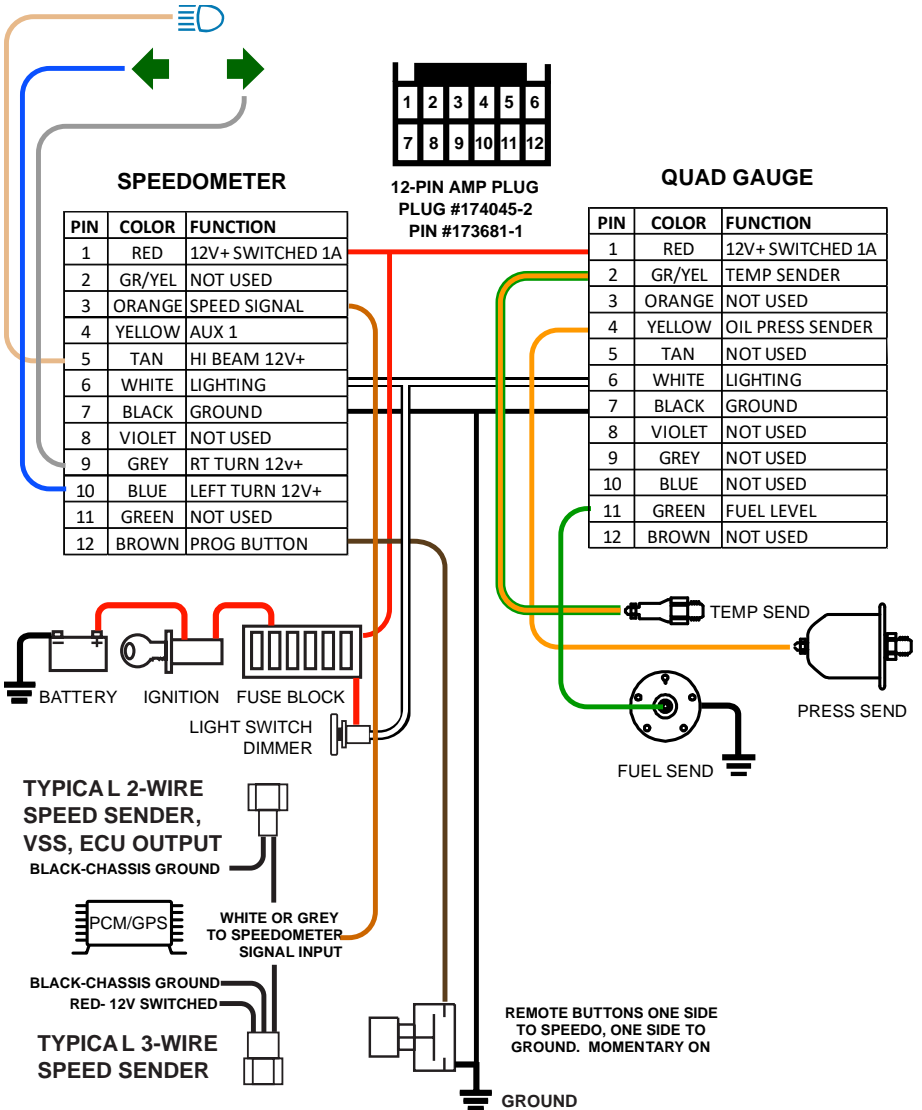 1 2 3 4 5 6
7 8 9 10 11 12
12-PIN AMP PLUG
PLUG #174045-2
PIN #173681-1
SPEEDOMETER
PIN COLOR FUNCTION
1 RED 12V+ SWITCHED 1A
2 GR/YEL NOT USED
3 ORANGE SPEED SIGNAL
4 YELLOW AUX 1
5 TAN HI BEAM 12V+
6 WHITE LIGHTING
7 BLACK GROUND
8 VIOLET NOT USED
9 GREY RT TURN 12v+
10 BLUE LEFT TURN 12V+
11 GREEN NOT USED
12 BROWN PROG BUTTON
QUAD GAUGE
PIN COLOR FUNCTION
1 RED 12V+ SWITCHED 1A
2 GR/YEL TEMP SENDER
3 ORANGE NOT USED
4 YELLOW OIL PRESS SENDER
5 TAN NOT USED
6 WHITE LIGHTING
7 BLACK GROUND
8 VIOLET NOT USED
9 GREY NOT USED
10 BLUE NOT USED
11 GREEN FUEL LEVEL
12 BROWN NOT USED
BATTERY
IGNITION
FUSE BLOCK
LIGHT SWITCH
DIMMER
TEMP SEND
PRESS SEND
FUEL SEND
TYPICAL 2-WIRE
SPEED SENDER,
VSS, ECU OUTPUT
BLACK-CHASSIS GROUND
PCM/GPS
WHITE OR GREY
TO SPEEDOMETER
SIGNAL INPUT
BLACK-CHASSIS GROUND
RED- 12V SWITCHED
TYPICAL 3-WIRE
SPEED SENDER
REMOTE BUTTONS ONE SIDE
TO SPEEDO, ONE SIDE TO
GROUND. MOMENTARY ON
GROUND